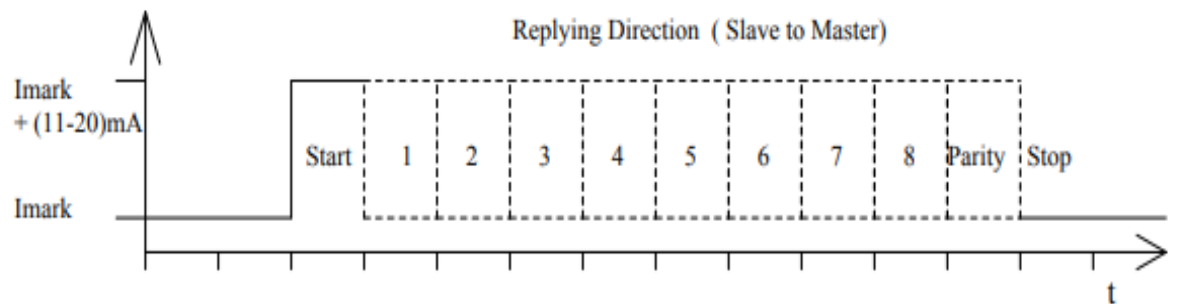 Replying Direction ( Slave to Master)
Imark
+ (11-20)mA
Start 1 2 3 4 5 6 7 8 Parity Stop
Imark
t